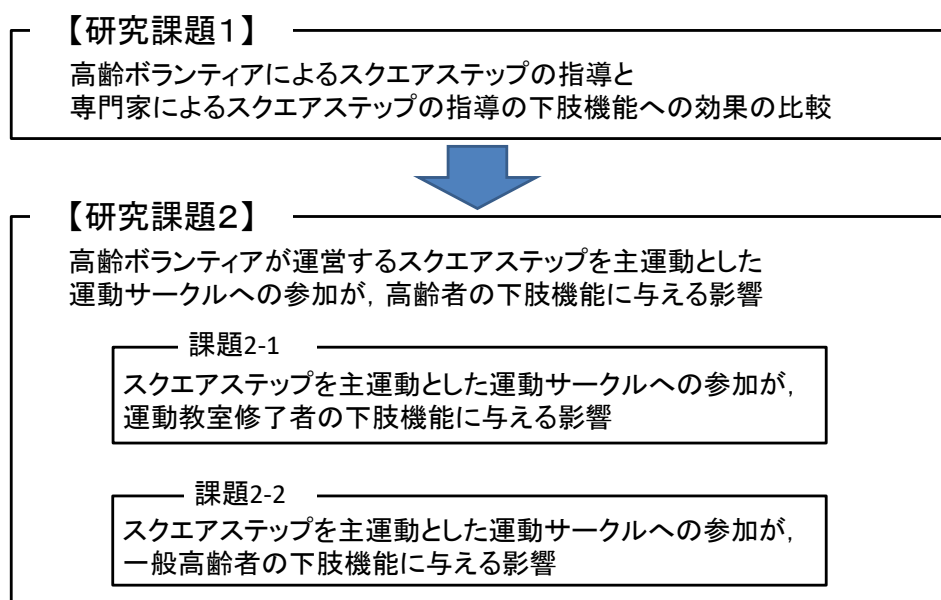 【研究課題１】
高齢ボランティアによるスクエアステップの指導と
専門家によるスクエアステップの指導の下肢機能への効果の比較
【研究課題２】
高齢ボランティアが運営するスクエアステップを主運動とした
運動サークルへの参加が，高齢者の下肢機能に与える影響
課題2-1
スクエアステップを主運動とした運動サークルへの参加が，
運動教室修了者の下肢機能に与える影響
課題2-2
スクエアステップを主運動とした運動サークルへの参加が，
一般高齢者の下肢機能に与える影響